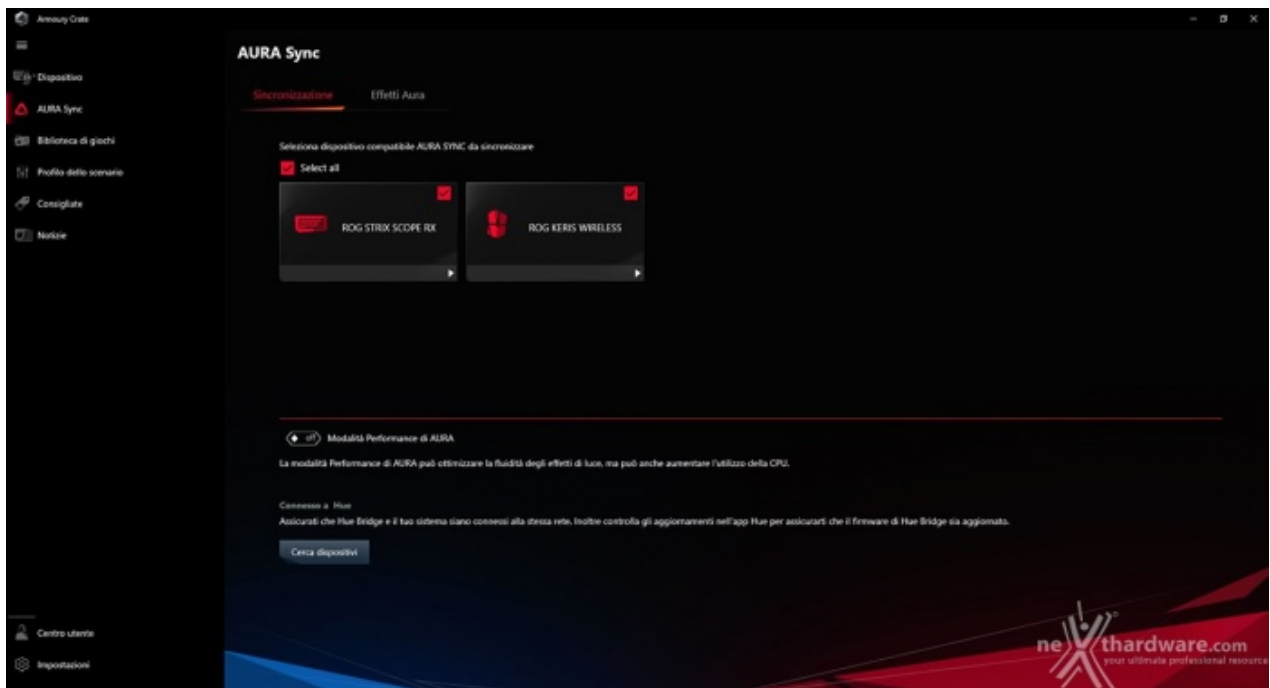 Armoury Crate
AURA Sync
Dispositivo
Sincronizzazione
Effetti Aura
AURA Sync
Biblioteca di giochi
Seleziona dispositivo compatibile AURA SYNC da sincronizzare
Profilo dello scenario
Select all
Consigliate
Notizie
ROG STRIX SCOPE RX
ROG KERIS WIRELESS
off
Modalità Performance di AURA
La modalità Performance di AURA può ottimizzare la fluidità degli effetti di luce, ma può anche aumentare l'utilizzo della CPU.
Connesso a Hue
Assicurati che Hue Bridge e il tuo sistema siano connessi alla stessa rete. Inoltre controlla gli aggiornamenti nell'app Hue per assicurarti che il firmware di Hue Bridge sia aggiornato.
Cerca dispositivi
Centro utente
Impostazioni
nexthardware.com
your ultimate professional resource